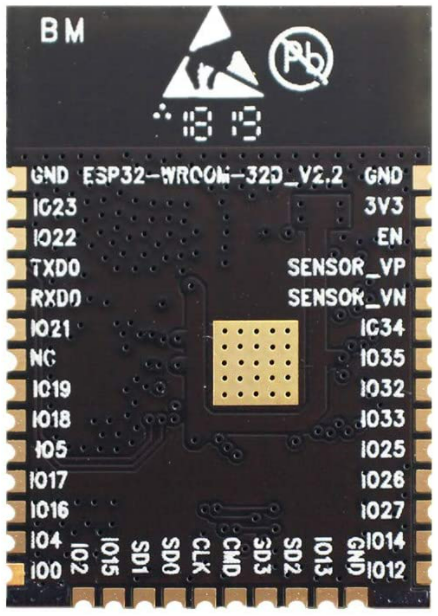 BM
Pb
1819
GND ESP32-WROOM-32D_V2.2 GND
IO23 3V3
IO22 EN
TXD0 SENSOR_VP
RXD0 SENSOR_VN
IO21 IO34
NC IO35
IO19 IO32
IO18 IO33
IO5 IO25
IO17 IO26
IO16 IO27
IO4 IO14
IO0 IO12
IO2
IO15
SD1
SD0
CLK
CMD
SD3
SD2
IO13
GND